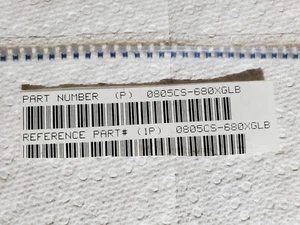 PART NUMBER (P) 0805CS-680XGLB
REFERENCE PART# (1P) 0805CS-680XGLB